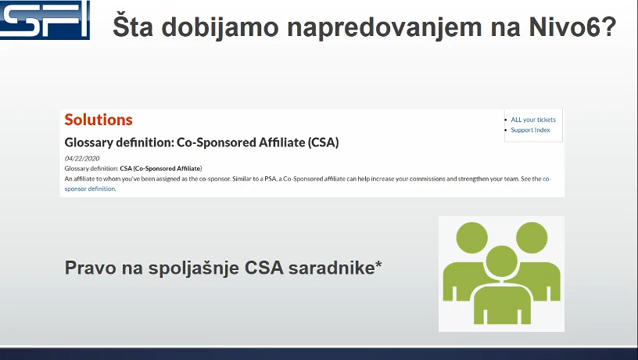 SFI
Šta dobijamo napredovanjem na Nivo6?
Solutions
ALL your tickets
Support Index
Glossary definition: Co-Sponsored Affiliate (CSA)
04/22/2020
Glossary definition: CSA (Co-Sponsored Affiliate)
An affiliate to whom you've been assigned as the co-sponsor. Similar to a PSA, a Co-Sponsored affiliate can help increase your commissions and strengthen your team. See the co-
sponsor definition.
Pravo na spoljašnje CSA saradnike*